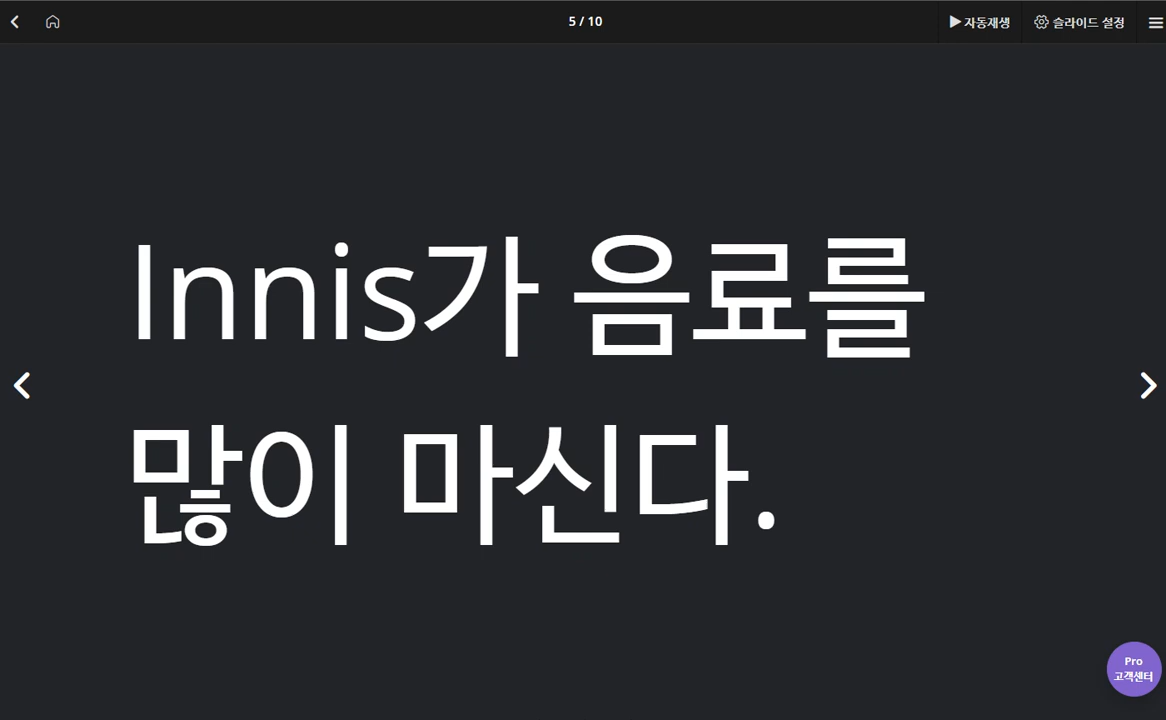 5 / 10
▶ 자동재생
슬라이드 설정
Innis가 음료를
많이 마신다.
Pro
고객센터